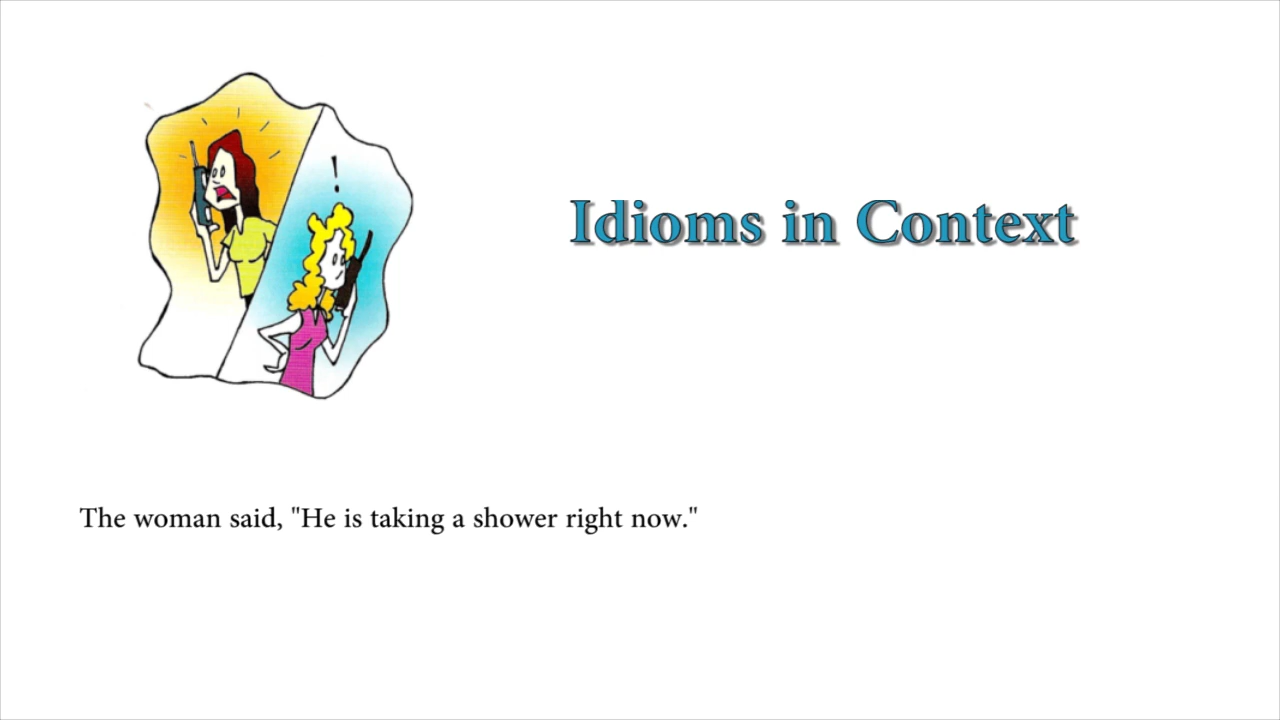 Idioms in Context
The woman said, "He is taking a shower right now."